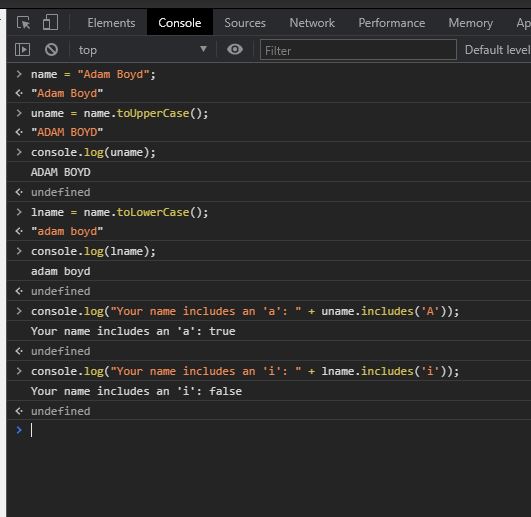 Elements Console Sources Network Performance Memory Ap
top Filter Default level
> name = "Adam Boyd";
<· "Adam Boyd"
> uname = name.toUpperCase();
<· "ADAM BOYD"
> console.log(uname);
ADAM BOYD
<· undefined
> lname = name.toLowerCase();
<· "adam boyd"
> console.log(lname);
adam boyd
<· undefined
> console.log("Your name includes an 'a': " + uname.includes('A'));
Your name includes an 'a': true
<· undefined
> console.log("Your name includes an 'i': " + lname.includes('i'));
Your name includes an 'i': false
<· undefined
>